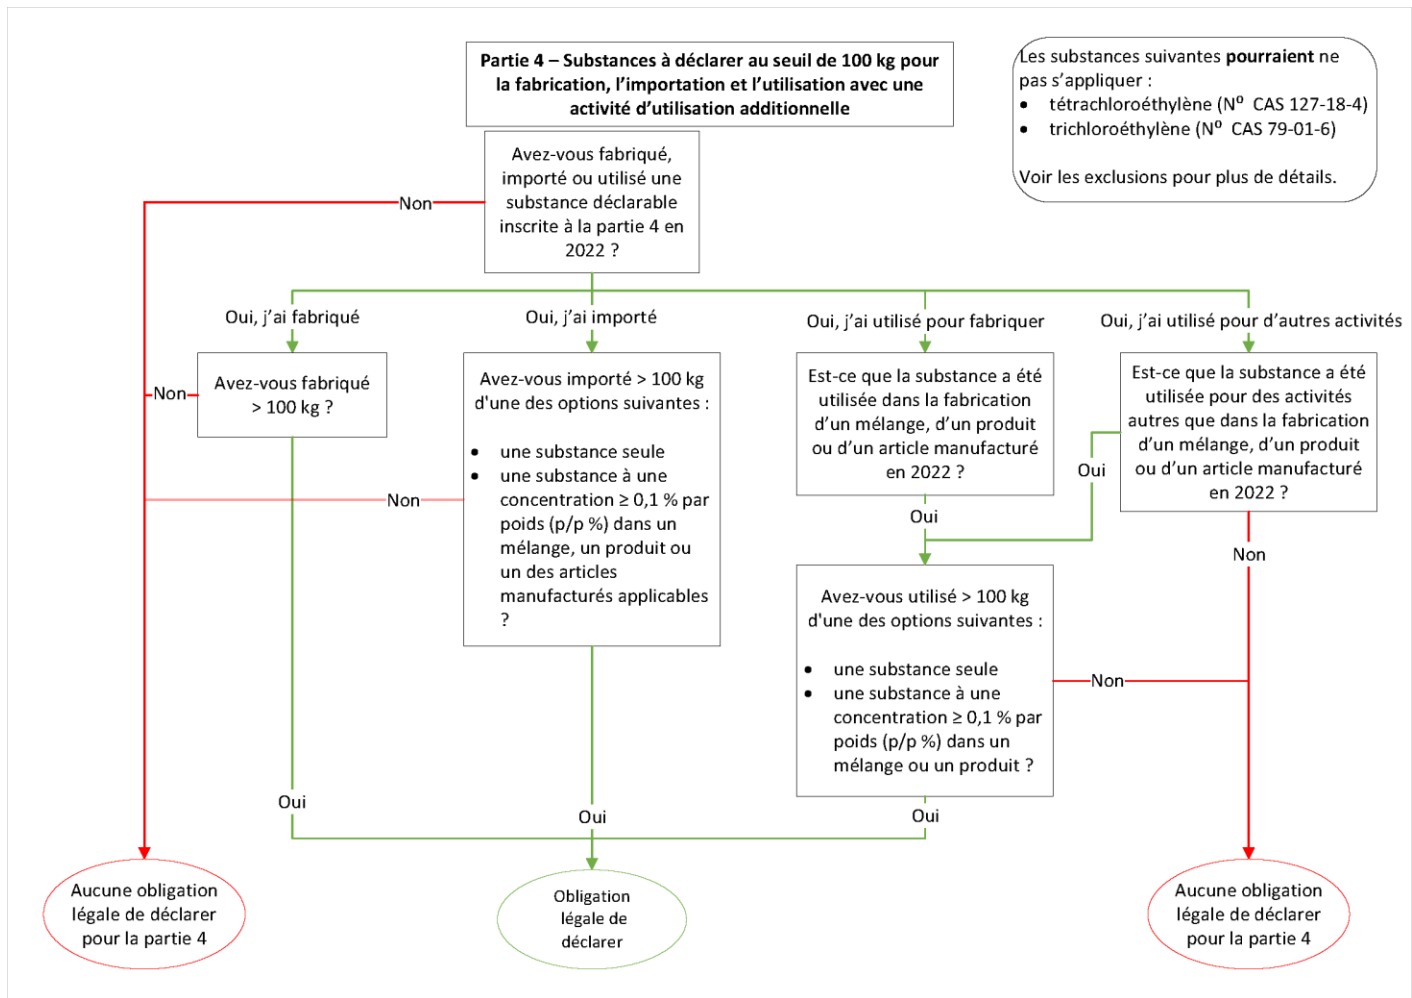 Partie 4 – Substances à déclarer au seuil de 100 kg pour
la fabrication, l’importation et l’utilisation avec une
activité d’utilisation additionnelle
Les substances suivantes pourraient ne
pas s’appliquer :
• tétrachloroéthylène (Nº CAS 127-18-4)
• trichloroéthylène (Nº CAS 79-01-6)
Voir les exclusions pour plus de détails.
Avez-vous fabriqué,
importé ou utilisé une
substance déclarable
inscrite à la partie 4 en
2022 ?
Non
Oui, j’ai fabriqué
Oui, j’ai importé
Oui, j’ai utilisé pour fabriquer
Oui, j’ai utilisé pour d’autres activités
Avez-vous fabriqué
> 100 kg ?
Non
Avez-vous importé > 100 kg
d'une des options suivantes :
• une substance seule
• une substance à une
concentration ≥ 0,1 % par
poids (p/p %) dans un
mélange, un produit ou
un des articles
manufacturés applicables
?
Non
Est-ce que la substance a été
utilisée dans la fabrication
d’un mélange, d’un produit
ou d’un article manufacturé
en 2022 ?
Oui
Est-ce que la substance a été
utilisée pour des activités
autres que dans la fabrication
d’un mélange, d’un produit
ou d’un article manufacturé
en 2022 ?
Oui
Non
Avez-vous utilisé > 100 kg
d'une des options suivantes :
• une substance seule
• une substance à une
concentration ≥ 0,1 % par
poids (p/p %) dans un
mélange ou un produit ?
Non
Oui
Oui
Oui
Aucune obligation
légale de déclarer
pour la partie 4
Obligation
légale de
déclarer
Aucune obligation
légale de déclarer
pour la partie 4